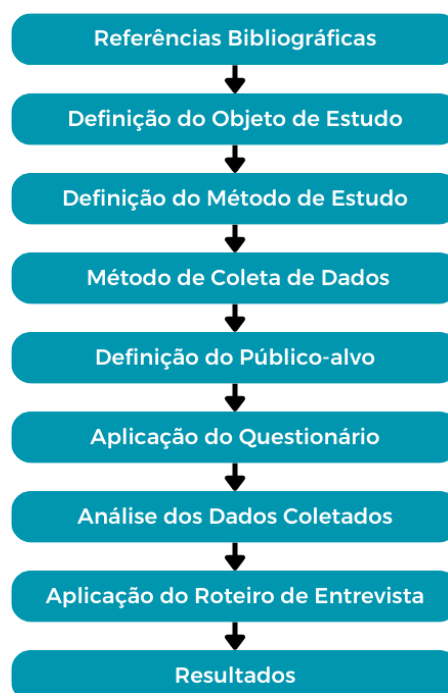 Referências Bibliográficas
Definição do Objeto de Estudo
Definição do Método de Estudo
Método de Coleta de Dados
Definição do Público-alvo
Aplicação do Questionário
Análise dos Dados Coletados
Aplicação do Roteiro de Entrevista
Resultados